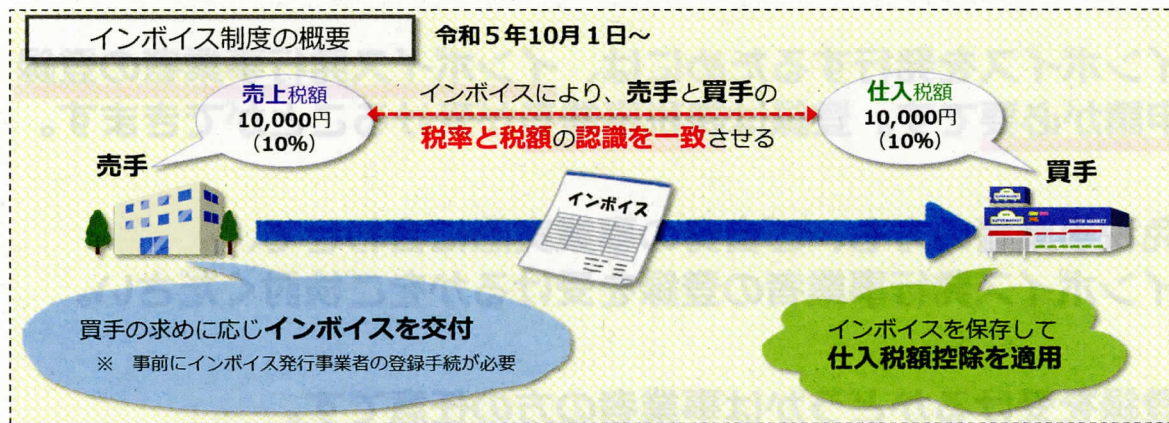 インボイス制度の概要
令和5年10月1日～
売上税額
10,000円
（10%）
インボイスにより、売手と買手の
税率と税額の認識を一致させる
仕入税額
10,000円
（10%）
売手
買手
インボイス
SUPER MARKET
SUPER MARKET
買手の求めに応じインボイスを交付
※　事前にインボイス発行事業者の登録手続が必要
インボイスを保存して
仕入税額控除を適用